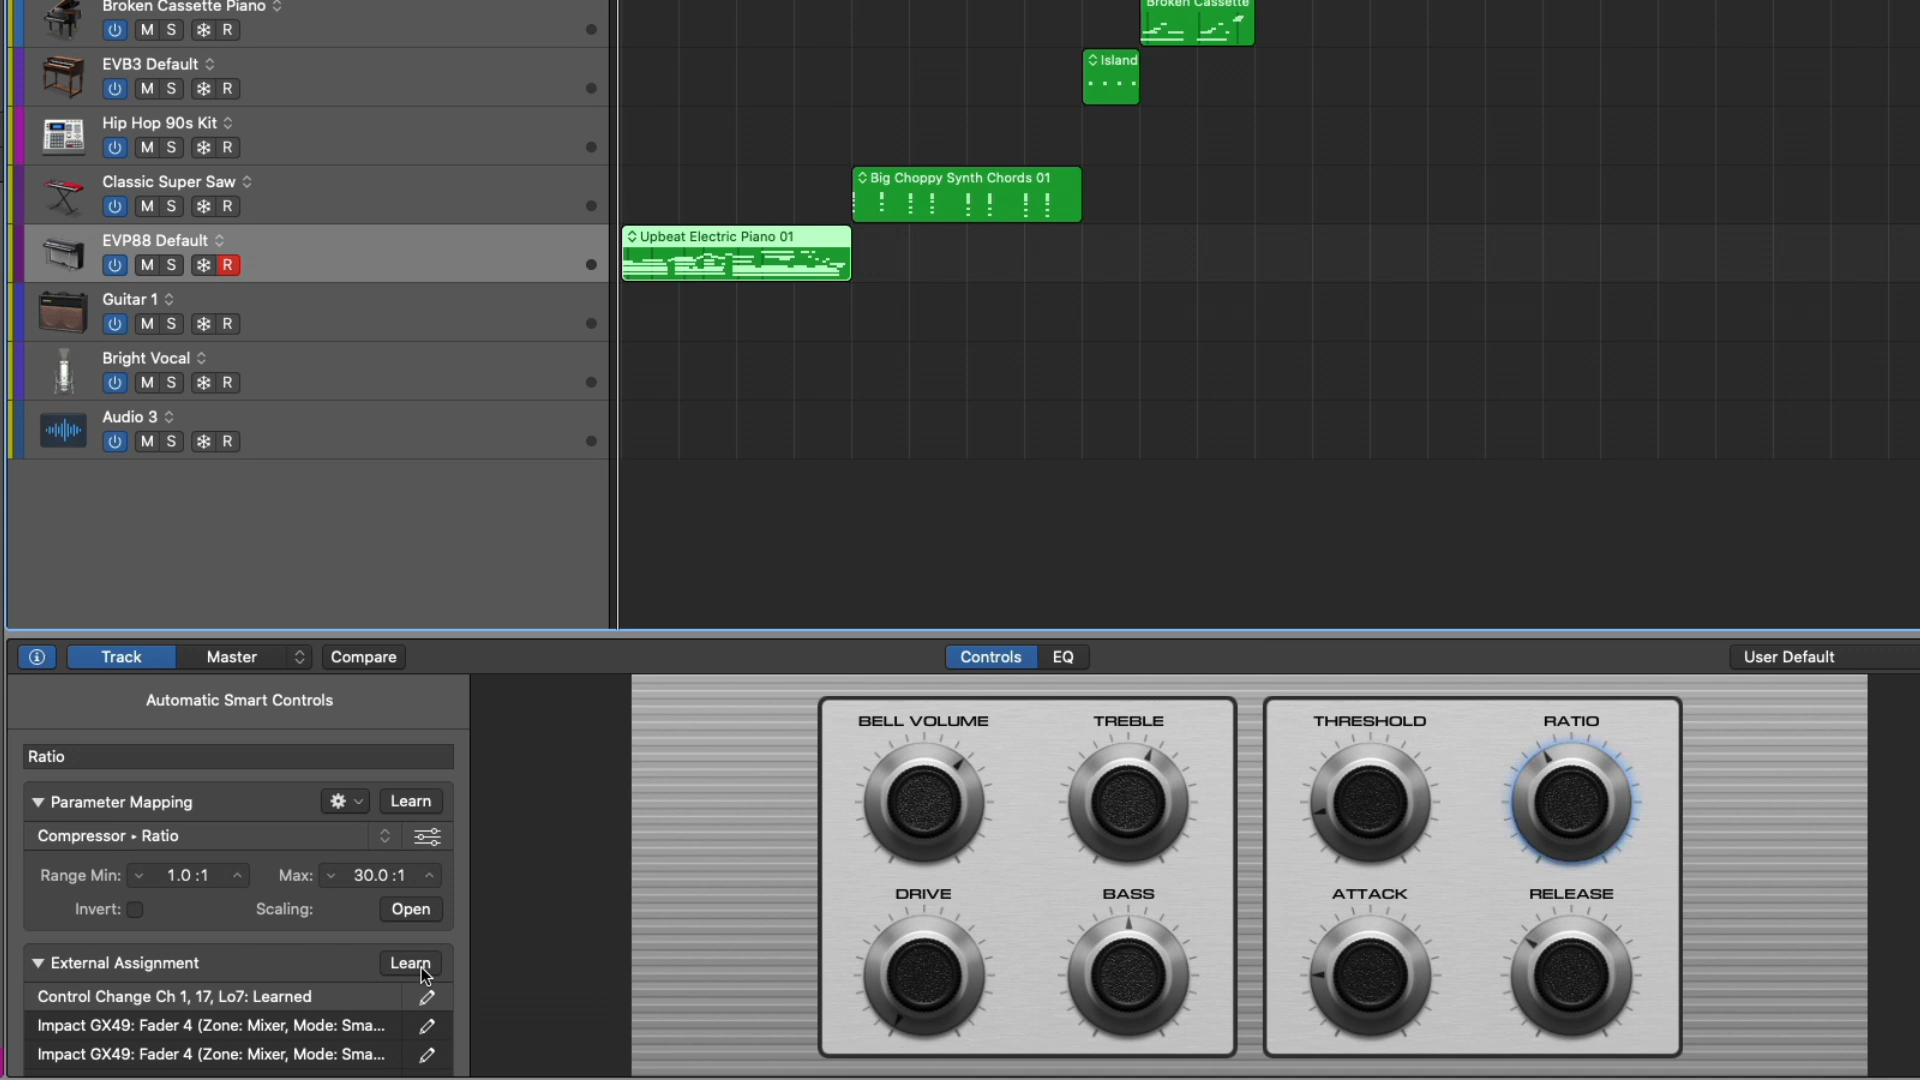 Broken Cassette Piano
M S R
Broken Cassette
EVB3 Default
M S R
Island
Hip Hop 90s Kit
M S R
Classic Super Saw
M S R
Big Choppy Synth Chords 01
EVP88 Default
M S R
Upbeat Electric Piano 01
Guitar 1
M S R
Bright Vocal
M S R
Audio 3
M S R
Track Master Compare Controls EQ User Default
Automatic Smart Controls
Ratio
Parameter Mapping Learn
Compressor ▸ Ratio
Range Min: 1.0 :1 Max: 30.0 :1
Invert: Scaling: Open
External Assignment Learn
Control Change Ch 1, 17, Lo7: Learned
Impact GX49: Fader 4 (Zone: Mixer, Mode: Sma...
Impact GX49: Fader 4 (Zone: Mixer, Mode: Sma...
BELL VOLUME TREBLE THRESHOLD RATIO
DRIVE BASS ATTACK RELEASE